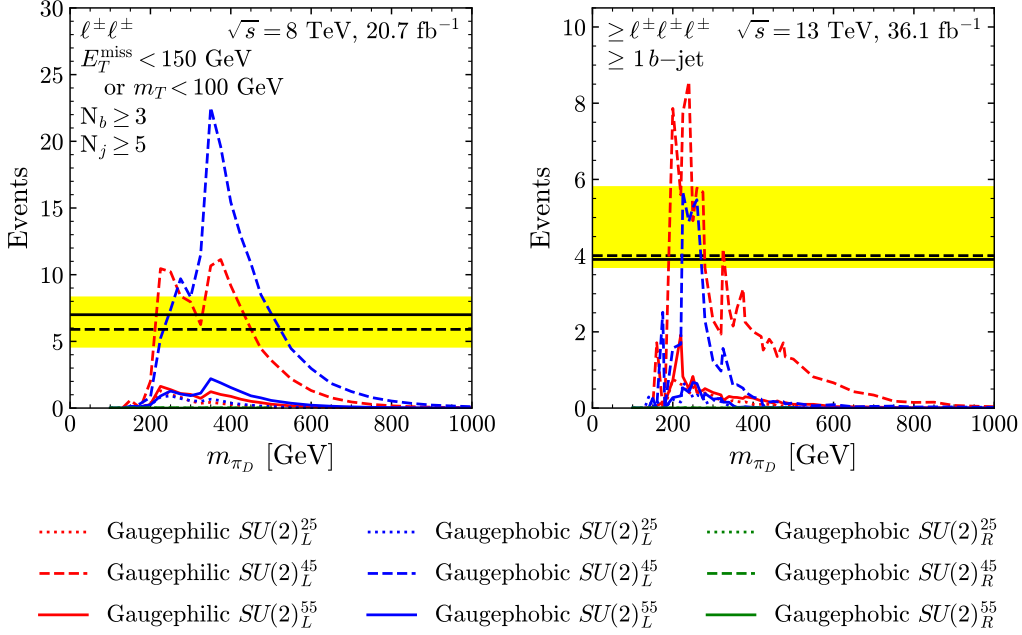 ℓ±ℓ± √s = 8 TeV, 20.7 fb⁻¹
E_T^miss < 150 GeV
or m_T < 100 GeV
N_b ≥ 3
N_j ≥ 5
30
25
20
15
10
5
0
Events
0 200 400 600 800 1000
m_{π_D} [GeV]
≥ ℓ±ℓ±ℓ± √s = 13 TeV, 36.1 fb⁻¹
≥ 1 b−jet
10
8
6
4
2
0
Events
0 200 400 600 800 1000
m_{π_D} [GeV]
Gaugephilic SU(2)_L^25 Gaugephobic SU(2)_L^25 Gaugephobic SU(2)_R^25
Gaugephilic SU(2)_L^45 Gaugephobic SU(2)_L^45 Gaugephobic SU(2)_R^45
Gaugephilic SU(2)_L^55 Gaugephobic SU(2)_L^55 Gaugephobic SU(2)_R^55